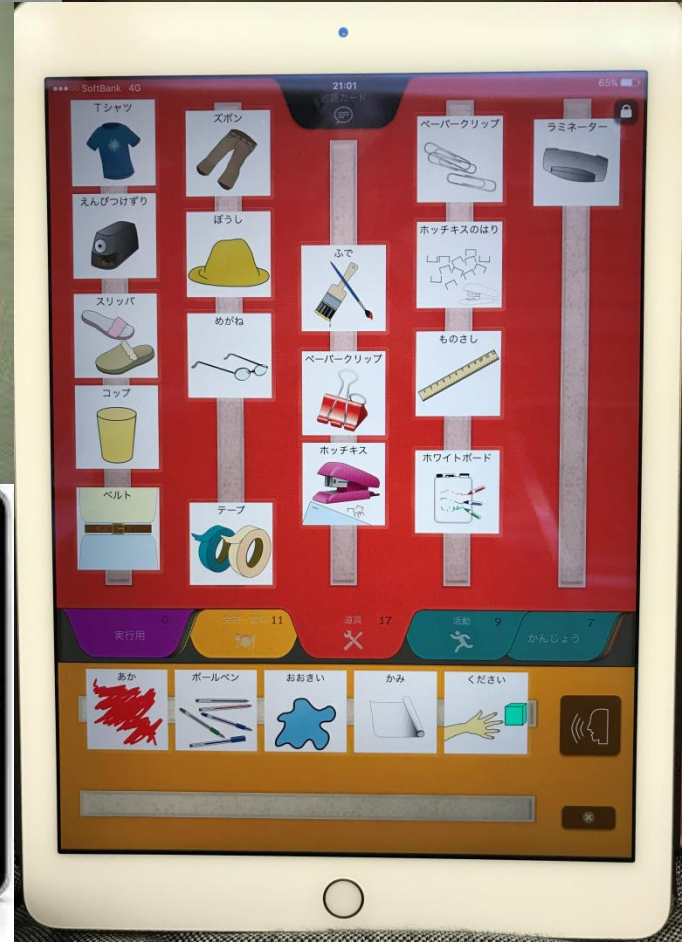 SoftBank 4G
21:01
65%
Tシャツ
ズボン
ペーパークリップ
ラミネーター
えんぴつけずり
ぼうし
ふで
ホッチキスのはり
スリッパ
めがね
ペーパークリップ
ものさし
コップ
ホッチキス
ホワイトボード
ベルト
テープ
実行用 0
11
道具 17
活動 9
かんじょう 7
あか
ボールペン
おおきい
かみ
ください